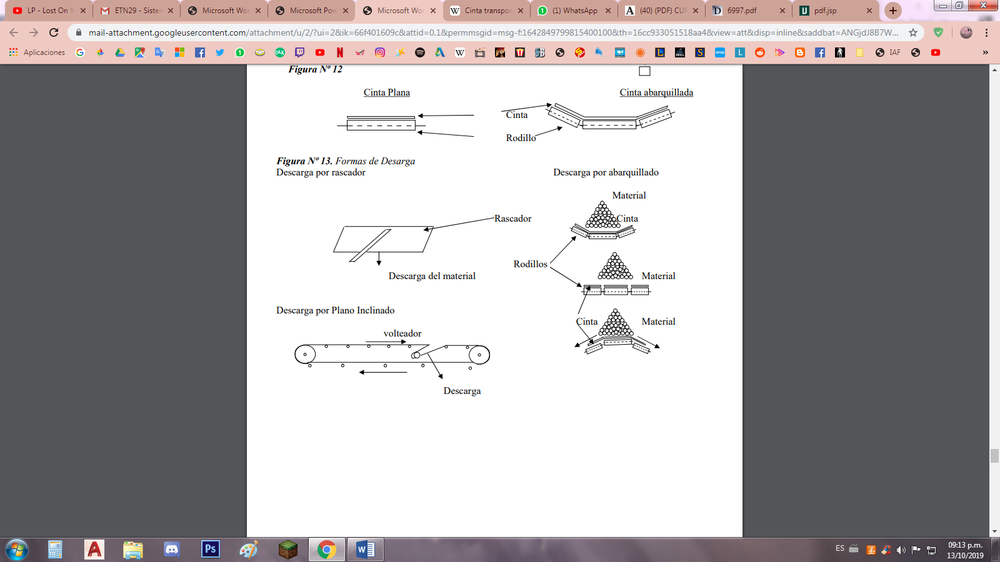 LP - Lost On Y
ETN29 - Sister
Microsoft Wor
Microsoft Pow
Microsoft Wor
Cinta transpor
(1) WhatsApp
(40) (PDF) CUR
6997.pdf
pdf.jsp
mail-attachment.googleusercontent.com/attachment/u/2/?ui=2&ik=66f401609c&attid=0.1&permmsgid=msg-f:1642849799815400100&th=16cc933051518aa4&view=att&disp=inline&saddbat=ANGjdJ8B7W...
Aplicaciones
IAF
Figura Nº 12
Cinta Plana
Cinta abarquillada
Cinta
Rodillo
Figura Nº 13. Formas de Desarga
Descarga por rascador
Descarga por abarquillado
Material
Rascador
Cinta
Rodillos
Descarga del material
Material
Descarga por Plano Inclinado
Cinta
Material
volteador
Descarga
ES
09:13 p.m.
13/10/2019